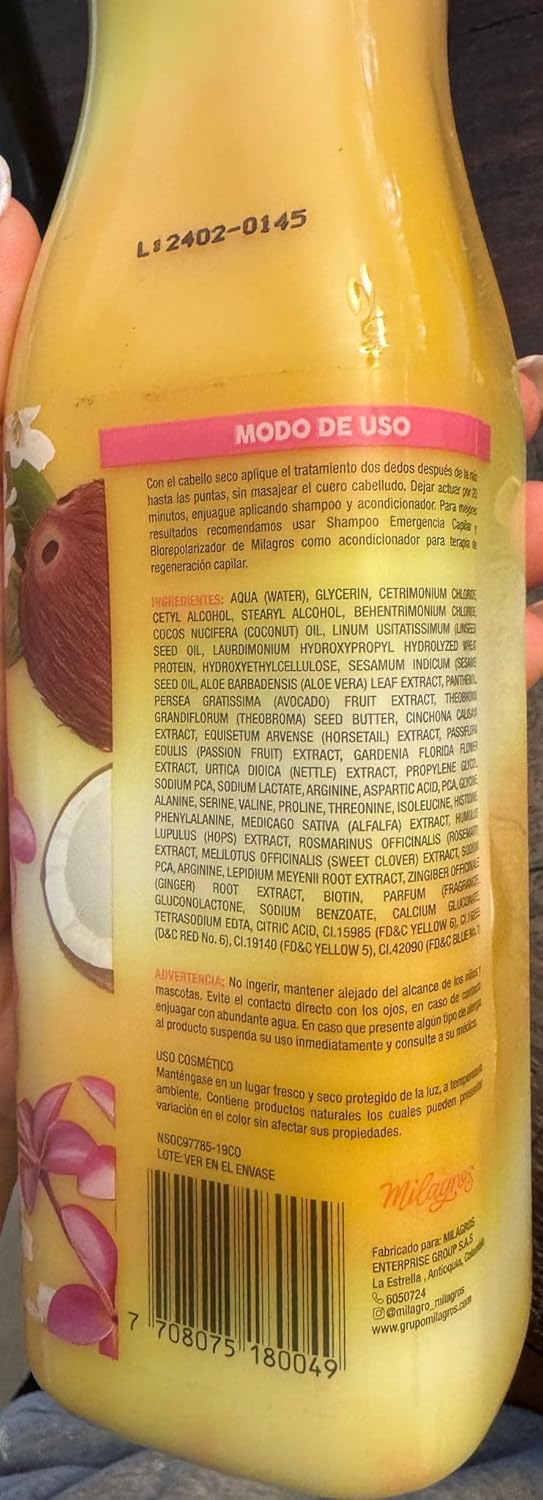 L:2402-0145
MODO DE USO
Con el cabello seco aplique el tratamiento dos dedos después de la raíz
hasta las puntas, sin masajear el cuero cabelludo. Dejar actuar por 20
minutos, enjuague aplicando shampoo y acondicionador. Para mejores
resultados recomendamos usar Shampoo Emergencia Capilar y
Biorepolarizador de Milagros como acondicionador para terapia de
regeneración capilar.
INGREDIENTES: AQUA (WATER), GLYCERIN, CETRIMONIUM CHLORIDE,
CETYL ALCOHOL, STEARYL ALCOHOL, BEHENTRIMONIUM CHLORIDE,
COCOS NUCIFERA (COCONUT) OIL, LINUM USITATISSIMUM (LINSEED)
SEED OIL, LAURDIMONIUM HYDROXYPROPYL HYDROLYZED WHEAT
PROTEIN, HYDROXYETHYLCELLULOSE, SESAMUM INDICUM (SESAME)
SEED OIL, ALOE BARBADENSIS (ALOE VERA) LEAF EXTRACT, PANTHENOL,
PERSEA GRATISSIMA (AVOCADO) FRUIT EXTRACT, THEOBROMA
GRANDIFLORUM (THEOBROMA) SEED BUTTER, CINCHONA CALISAYA
EXTRACT, EQUISETUM ARVENSE (HORSETAIL) EXTRACT, PASSIFLORA
EDULIS (PASSION FRUIT) EXTRACT, GARDENIA FLORIDA FLOWER
EXTRACT, URTICA DIOICA (NETTLE) EXTRACT, PROPYLENE GLYCOL,
SODIUM PCA, SODIUM LACTATE, ARGININE, ASPARTIC ACID, PCA, GLYCINE,
ALANINE, SERINE, VALINE, PROLINE, THREONINE, ISOLEUCINE, HISTIDINE,
PHENYLALANINE, MEDICAGO SATIVA (ALFALFA) EXTRACT, HUMULUS
LUPULUS (HOPS) EXTRACT, ROSMARINUS OFFICINALIS (ROSEMARY)
EXTRACT, MELILOTUS OFFICINALIS (SWEET CLOVER) EXTRACT, SODIUM
PCA, ARGININE, LEPIDIUM MEYENII ROOT EXTRACT, ZINGIBER OFFICINALE
(GINGER) ROOT EXTRACT, BIOTIN, PARFUM (FRAGRANCE),
GLUCONOLACTONE, SODIUM BENZOATE, CALCIUM GLUCONATE,
TETRASODIUM EDTA, CITRIC ACID, CI.15985 (FD&C YELLOW 6),
(D&C RED No. 6), CI.19140 (FD&C YELLOW 5), CI.42090 (FD&C BLUE No.1)
ADVERTENCIA: No ingerir, mantener alejado del alcance de los niños y
mascotas. Evite el contacto directo con los ojos, en caso de contacto
enjuagar con abundante agua. En caso que presente algún tipo de alergia
al producto suspenda su uso inmediatamente y consulte a su médico.
USO COSMÉTICO
Manténgase en un lugar fresco y seco protegido de la luz, a temperatura
ambiente. Contiene productos naturales los cuales pueden presentar
variación en el color sin afectar sus propiedades.
NSOC97785-19CO
LOTE: VER EN EL ENVASE
Milagros
Fabricado para: MILAGROS
ENTERPRISE GROUP S.A.S
La Estrella, Antioquia, Colombia
6050724
@milagro_milagros
www.grupomilagros.com
7 708075 180049